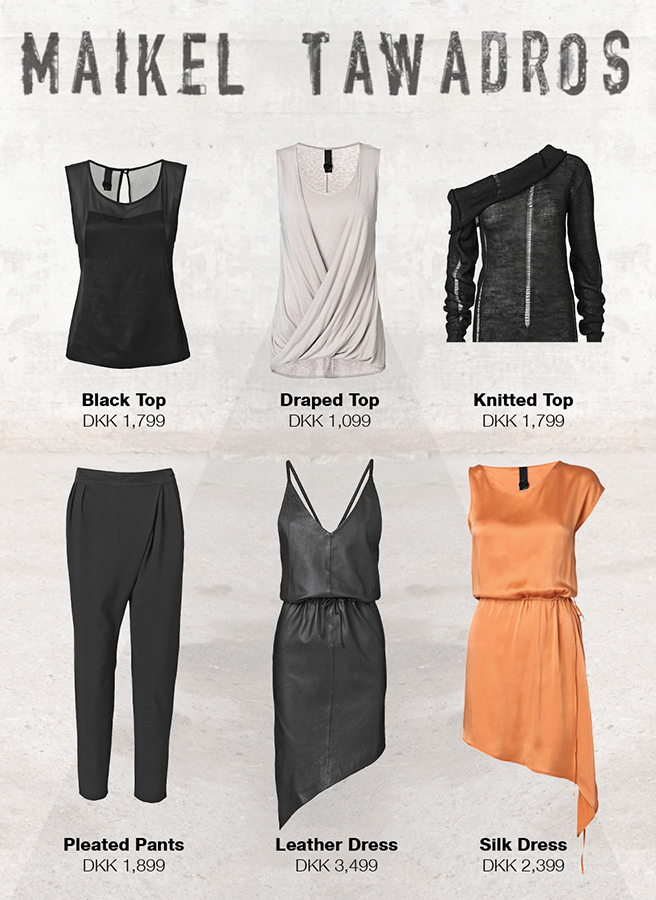 MAIKEL TAWADROS
Black Top
DKK 1,799
Draped Top
DKK 1,099
Knitted Top
DKK 1,799
Pleated Pants
DKK 1,899
Leather Dress
DKK 3,499
Silk Dress
DKK 2,399